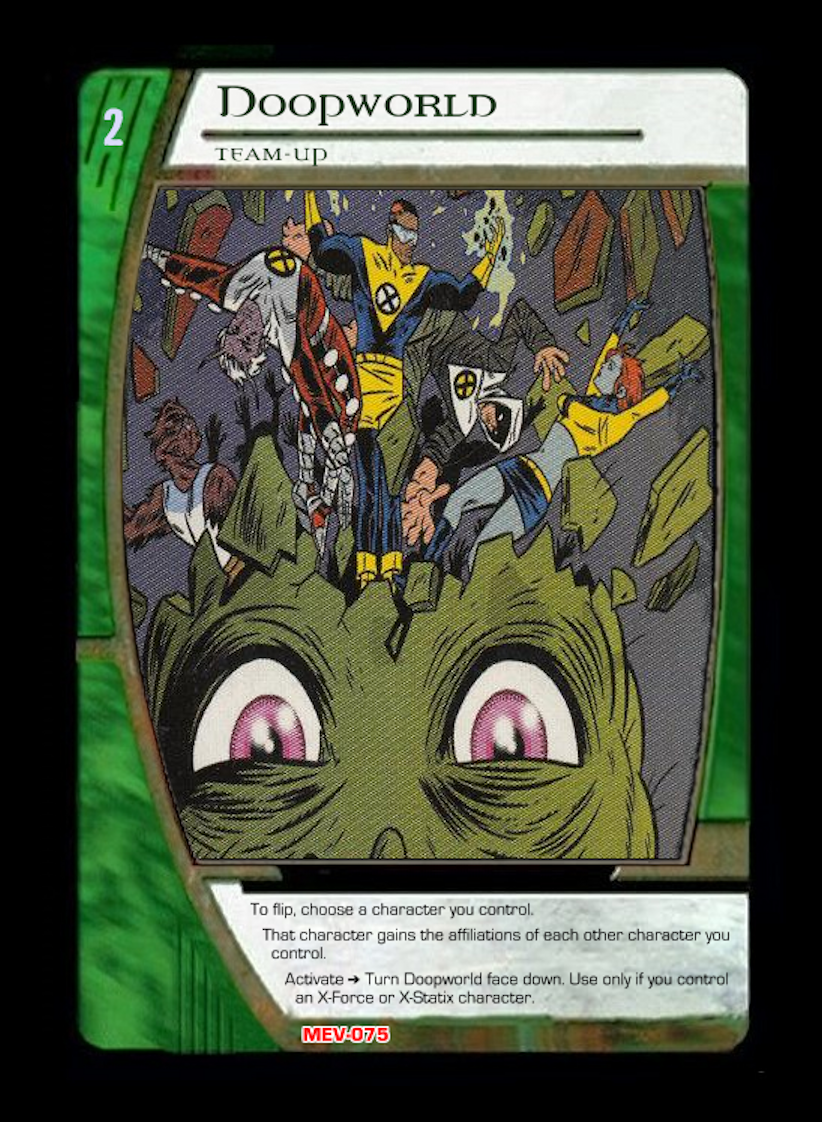 2
Doopworld
Team-Up
To flip, choose a character you control.
That character gains the affiliations of each other character you
control.
Activate ➔ Turn Doopworld face down. Use only if you control
an X-Force or X-Statix character.
MEV-075